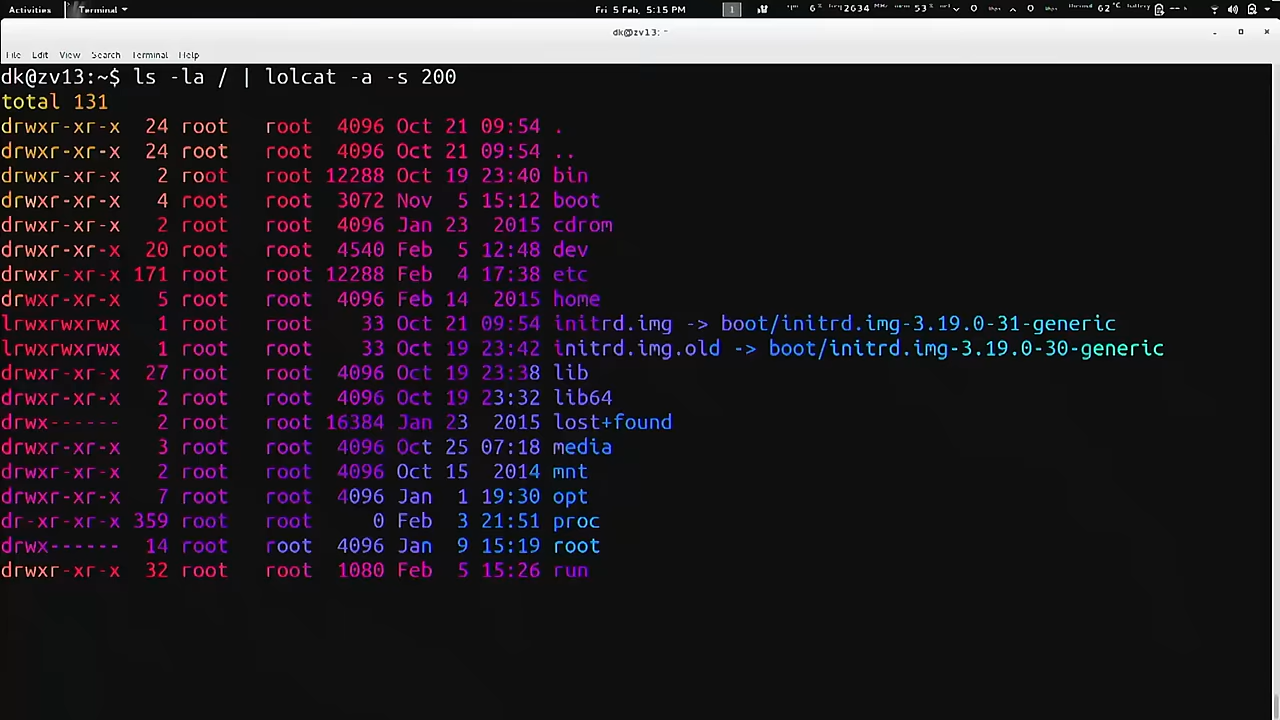 Activities Terminal Fri 5 Feb, 5:15 PM 1 6% 2634 53% 0 0 62 °C
dk@zv13: ~
File Edit View Search Terminal Help
dk@zv13:~$ ls -la / | lolcat -a -s 200
total 131
drwxr-xr-x 24 root root 4096 Oct 21 09:54 .
drwxr-xr-x 24 root root 4096 Oct 21 09:54 ..
drwxr-xr-x 2 root root 12288 Oct 19 23:40 bin
drwxr-xr-x 4 root root 3072 Nov 5 15:12 boot
drwxr-xr-x 2 root root 4096 Jan 23 2015 cdrom
drwxr-xr-x 20 root root 4540 Feb 5 12:48 dev
drwxr-xr-x 171 root root 12288 Feb 4 17:38 etc
drwxr-xr-x 5 root root 4096 Feb 14 2015 home
lrwxrwxrwx 1 root root 33 Oct 21 09:54 initrd.img -> boot/initrd.img-3.19.0-31-generic
lrwxrwxrwx 1 root root 33 Oct 19 23:42 initrd.img.old -> boot/initrd.img-3.19.0-30-generic
drwxr-xr-x 27 root root 4096 Oct 19 23:38 lib
drwxr-xr-x 2 root root 4096 Oct 19 23:32 lib64
drwx------ 2 root root 16384 Jan 23 2015 lost+found
drwxr-xr-x 3 root root 4096 Oct 25 07:18 media
drwxr-xr-x 2 root root 4096 Oct 15 2014 mnt
drwxr-xr-x 7 root root 4096 Jan 1 19:30 opt
dr-xr-xr-x 359 root root 0 Feb 3 21:51 proc
drwx------ 14 root root 4096 Jan 9 15:19 root
drwxr-xr-x 32 root root 1080 Feb 5 15:26 run